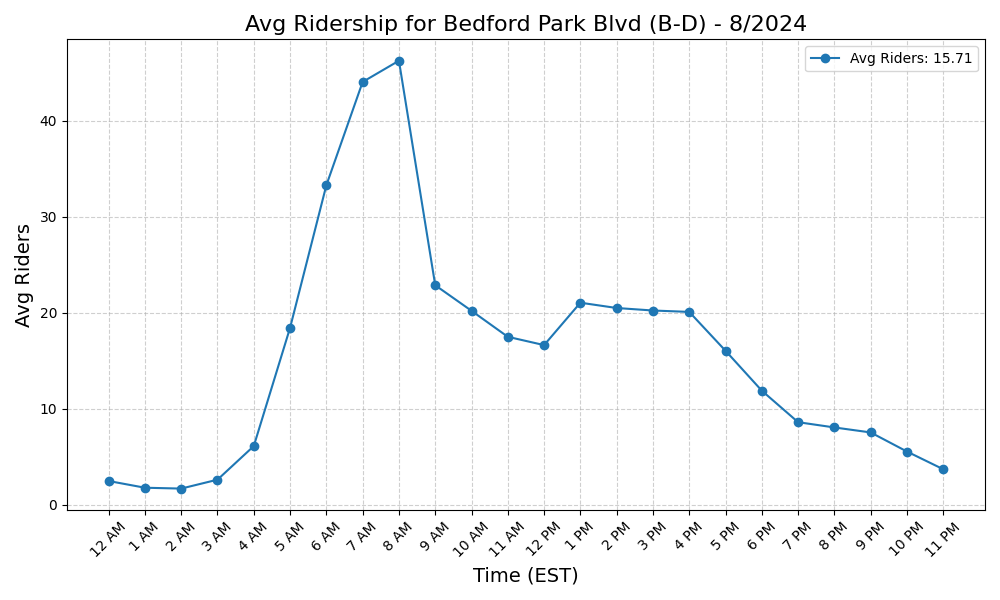 Avg Ridership for Bedford Park Blvd (B-D) - 8/2024
Avg Riders: 15.71
Avg Riders
40
30
20
10
0
12 AM
1 AM
2 AM
3 AM
4 AM
5 AM
6 AM
7 AM
8 AM
9 AM
10 AM
11 AM
12 PM
1 PM
2 PM
3 PM
4 PM
5 PM
6 PM
7 PM
8 PM
9 PM
10 PM
11 PM
Time (EST)